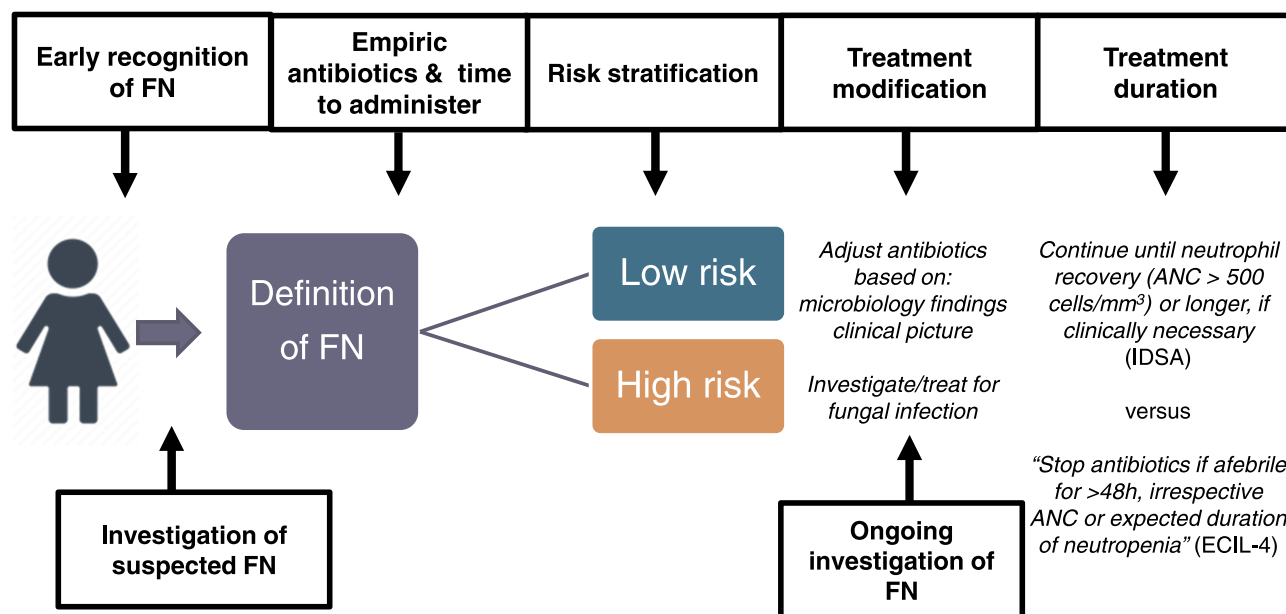 Early recognition
of FN
Empiric
antibiotics & time
to administer
Risk stratification
Treatment
modification
Treatment
duration
Definition
of FN
Low risk
High risk
Adjust antibiotics
based on:
microbiology findings
clinical picture
Investigate/treat for
fungal infection
Continue until neutrophil
recovery (ANC > 500
cells/mm³) or longer, if
clinically necessary
(IDSA)
versus
“Stop antibiotics if afebrile
for >48h, irrespective
ANC or expected duration
of neutropenia” (ECIL-4)
Investigation of
suspected FN
Ongoing
investigation of
FN